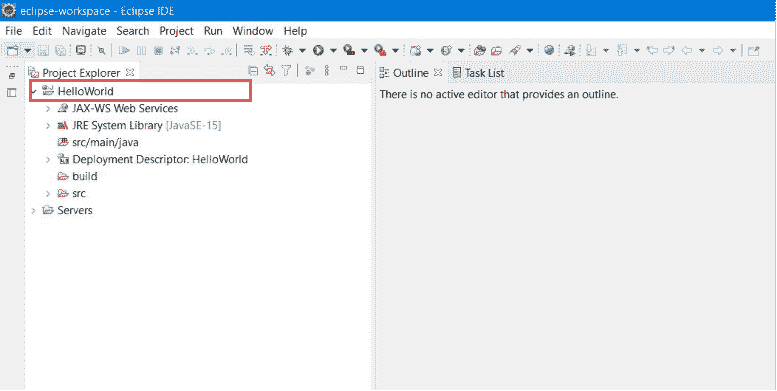 eclipse-workspace - Eclipse IDE
File Edit Navigate Search Project Run Window Help
Project Explorer
HelloWorld
JAX-WS Web Services
JRE System Library [JavaSE-15]
src/main/java
Deployment Descriptor: HelloWorld
build
src
Servers
Outline Task List
There is no active editor that provides an outline.